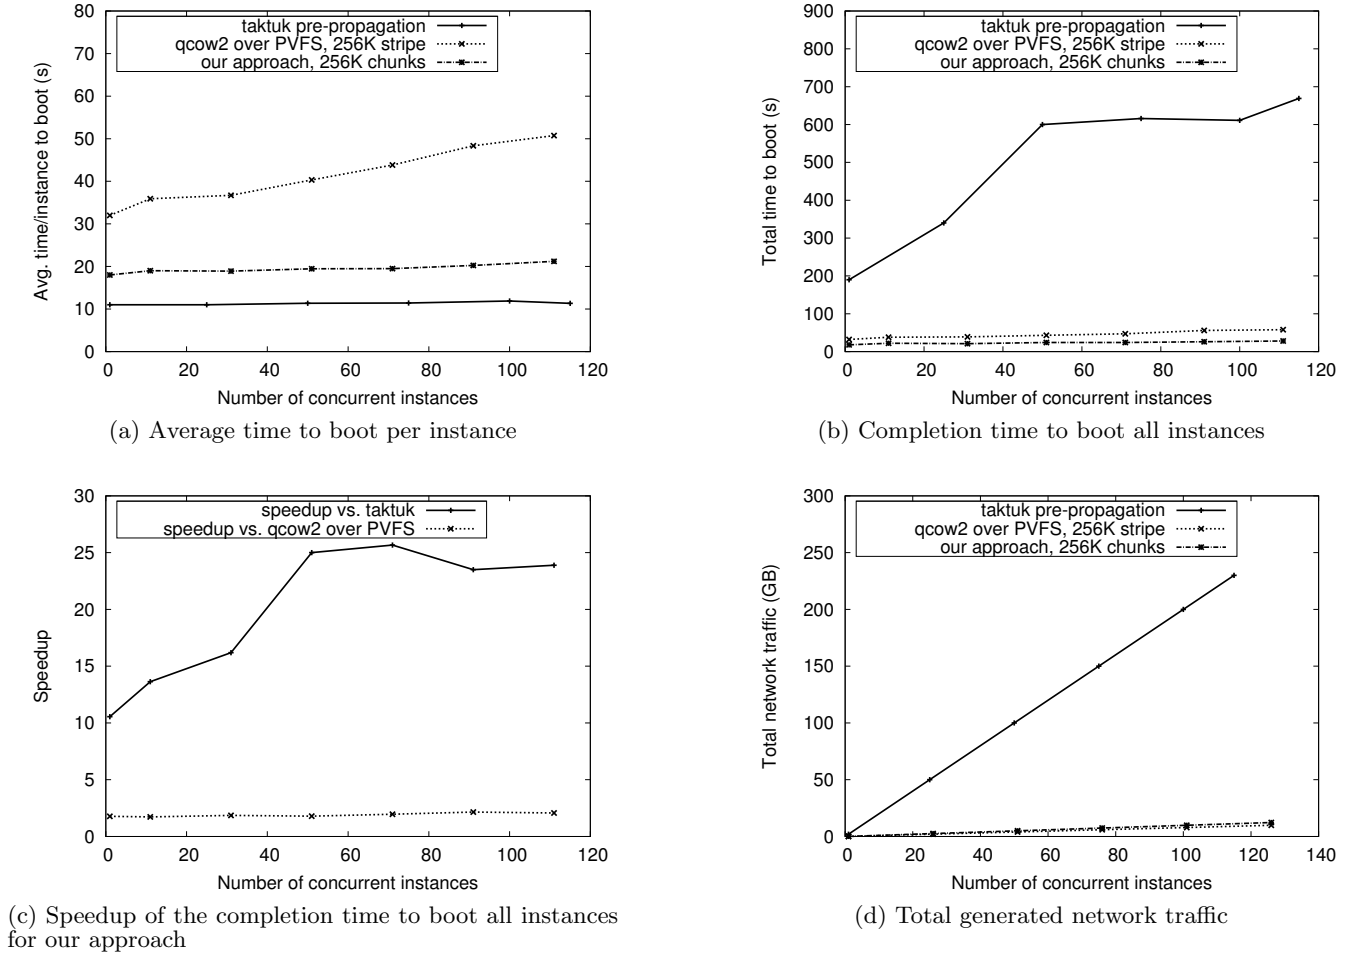 80
70
60
50
40
30
20
10
0
Avg. time/instance to boot (s)
taktuk pre-propagation
qcow2 over PVFS, 256K stripe
our approach, 256K chunks
0 20 40 60 80 100 120
Number of concurrent instances
(a) Average time to boot per instance
900
800
700
600
500
400
300
200
100
0
Total time to boot (s)
taktuk pre-propagation
qcow2 over PVFS, 256K stripe
our approach, 256K chunks
0 20 40 60 80 100 120
Number of concurrent instances
(b) Completion time to boot all instances
30
25
20
15
10
5
0
Speedup
speedup vs. taktuk
speedup vs. qcow2 over PVFS
0 20 40 60 80 100 120
Number of concurrent instances
(c) Speedup of the completion time to boot all instances
for our approach
300
250
200
150
100
50
0
Total network traffic (GB)
taktuk pre-propagation
qcow2 over PVFS, 256K stripe
our approach, 256K chunks
0 20 40 60 80 100 120 140
Number of concurrent instances
(d) Total generated network traffic